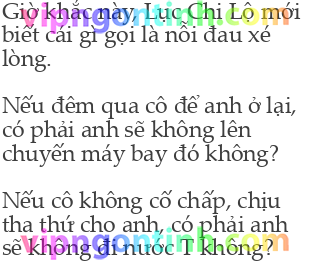 Giờ khắc này, Lục Chi Lộ mới
biết cái gì gọi là nỗi đau xé
lòng.
Nếu đêm qua cô để anh ở lại,
có phải anh sẽ không lên
chuyến máy bay đó không?
Nếu cô không cố chấp, chịu
tha thứ cho anh, có phải anh
sẽ không đi nước T không?
vipngontinh.com
vipngontinh.com